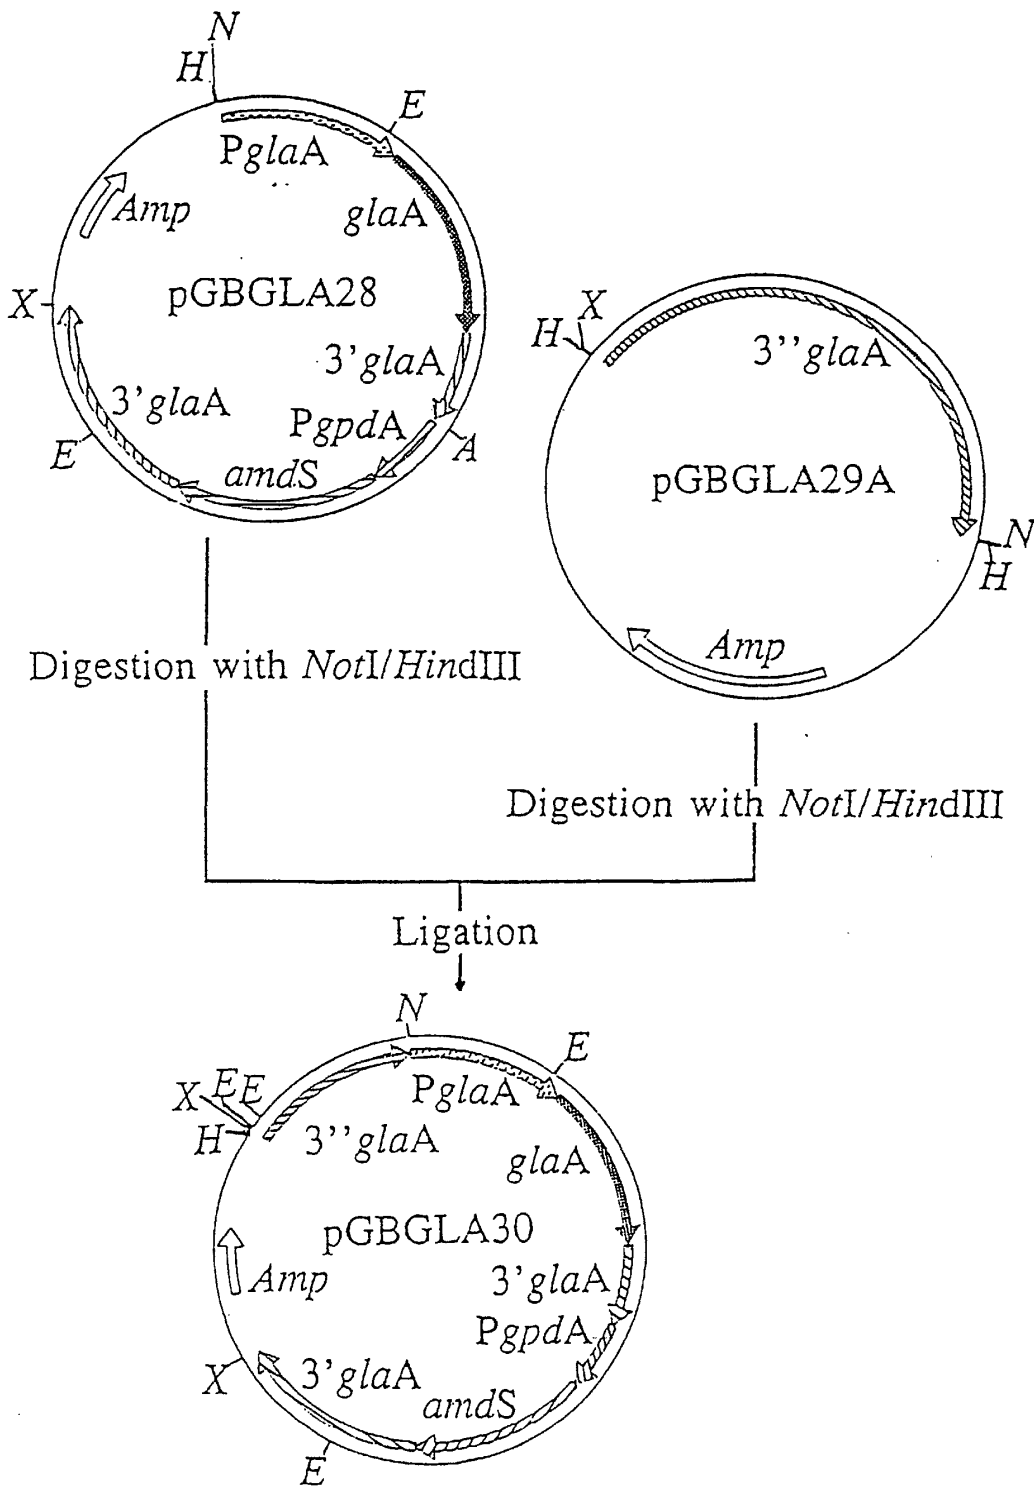 N
H
E
PglaA
Amp
glaA
pGBGLA28
X
3'glaA
3'glaA
PgpdA
E
amdS
A
H
X
3''glaA
pGBGLA29A
N
H
Amp
Digestion with NotI/HindIII
Digestion with NotI/HindIII
Ligation
N
E
X
E
E
H
PglaA
3''glaA
glaA
pGBGLA30
Amp
3'glaA
PgpdA
X
3'glaA
amdS
E